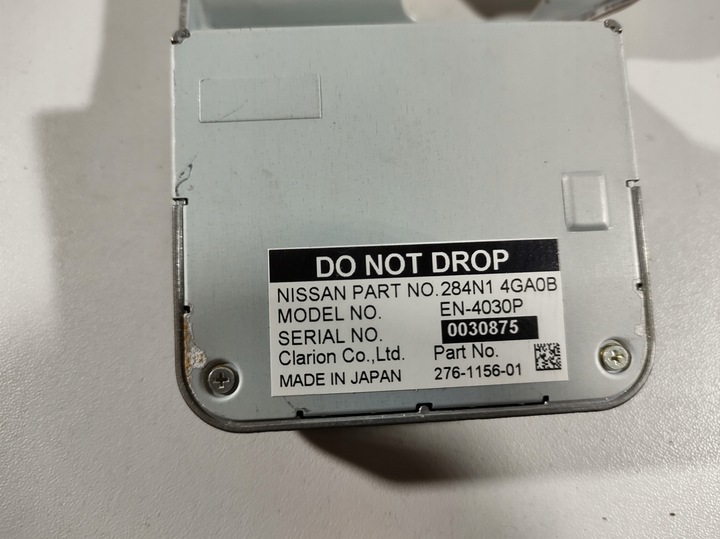 DO NOT DROP
NISSAN PART NO. 284N1 4GA0B
MODEL NO. EN-4030P
SERIAL NO. 0030875
Clarion Co.,Ltd. Part No.
MADE IN JAPAN 276-1156-01